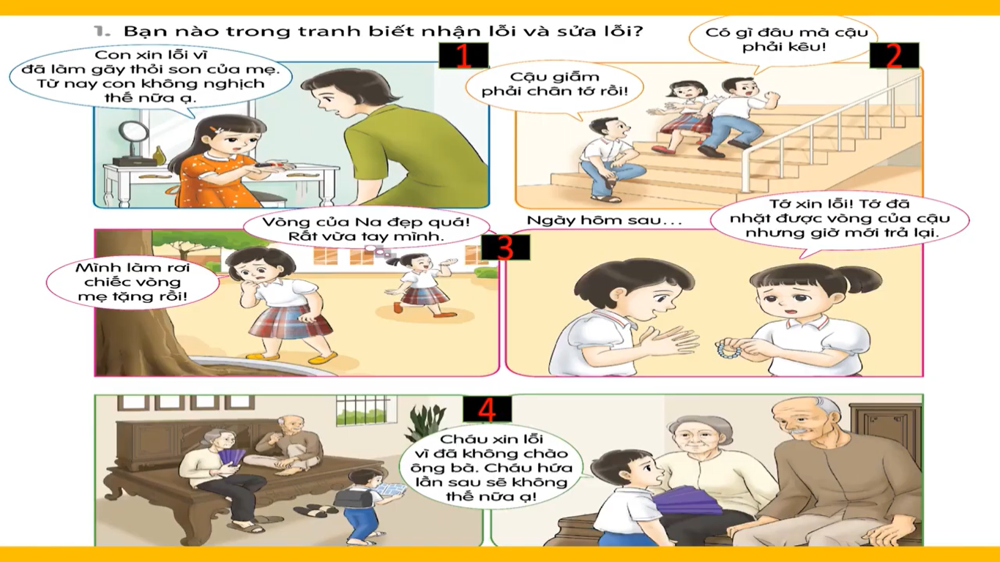 1. Bạn nào trong tranh biết nhận lỗi và sửa lỗi?
1
Con xin lỗi vì
đã làm gãy thỏi son của mẹ.
Từ nay con không nghịch
thế nữa ạ.
2
Có gì đâu mà cậu
phải kêu!
Cậu giẫm
phải chân tớ rồi!
3
Vòng của Na đẹp quá!
Rất vừa tay mình.
Mình làm rơi
chiếc vòng
mẹ tặng rồi!
Ngày hôm sau...
Tớ xin lỗi! Tớ đã
nhặt được vòng của cậu
nhưng giờ mới trả lại.
4
Cháu xin lỗi
vì đã không chào
ông bà. Cháu hứa
lần sau sẽ không
thế nữa ạ!